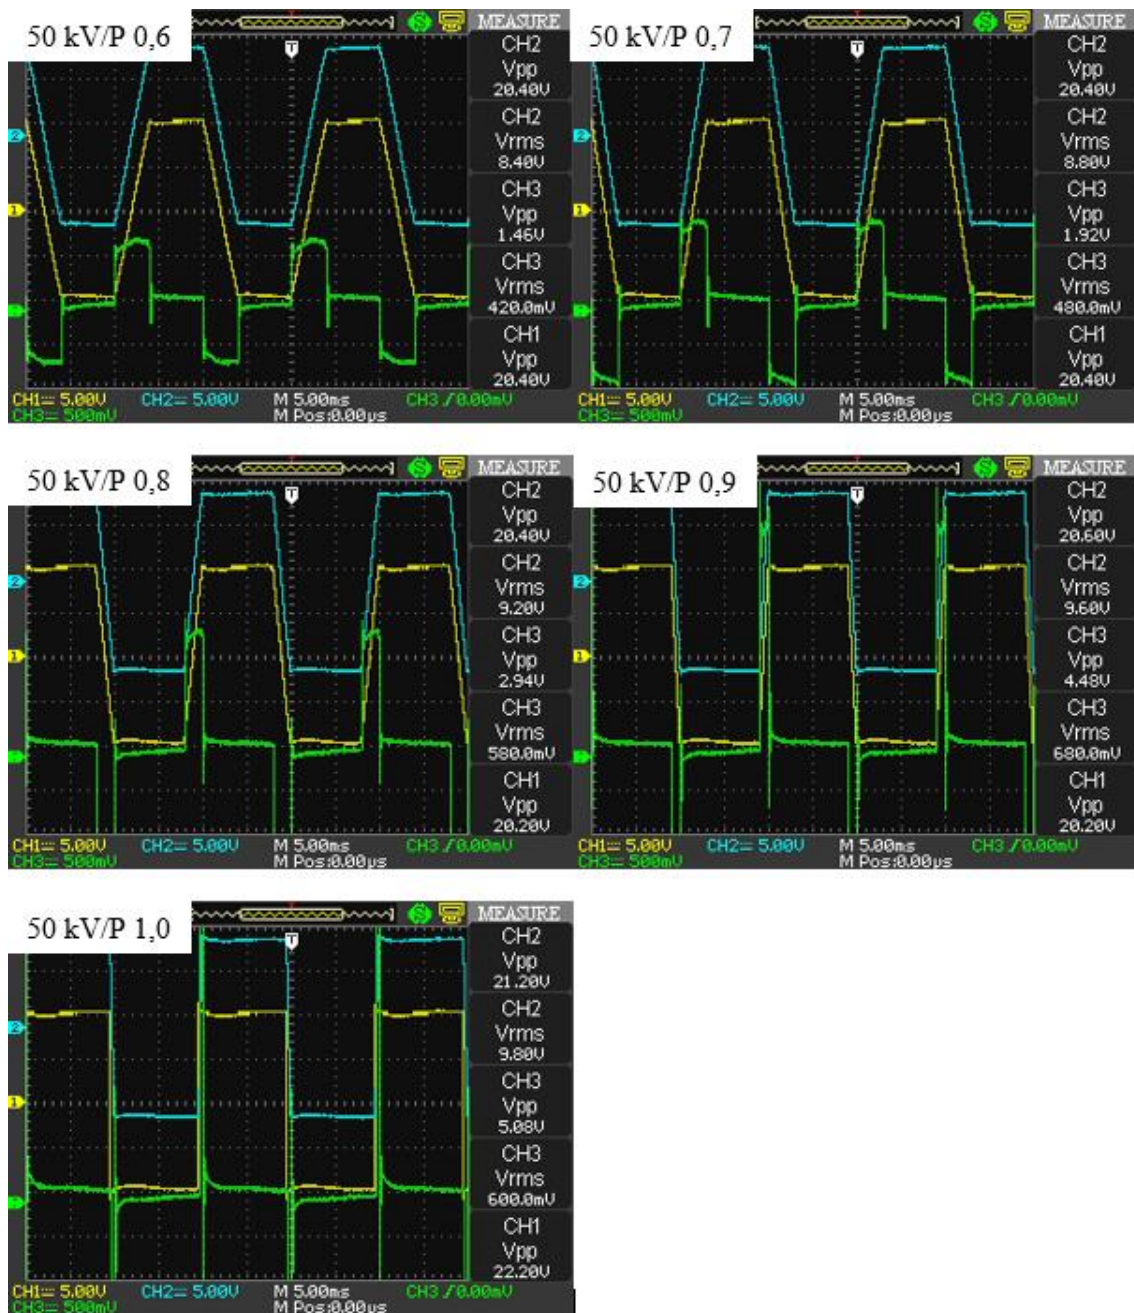 50 kV/P 0,6
MEASURE
CH2
Vpp
20.40V
CH2
Vrms
8.40V
CH3
Vpp
1.46V
CH3
Vrms
420.0mV
CH1
Vpp
20.40V
T
2
1
CH1 5.00V CH2 5.00V M 5.00ms CH3 /0.00mV
CH3 500mV M Pos:0.00µs
50 kV/P 0,7
MEASURE
CH2
Vpp
20.40V
CH2
Vrms
8.80V
CH3
Vpp
1.92V
CH3
Vrms
480.0mV
CH1
Vpp
20.40V
T
2
1
CH1 5.00V CH2 5.00V M 5.00ms CH3 /0.00mV
CH3 500mV M Pos:0.00µs
50 kV/P 0,8
MEASURE
CH2
Vpp
20.40V
CH2
Vrms
9.20V
CH3
Vpp
2.94V
CH3
Vrms
580.0mV
CH1
Vpp
20.20V
T
2
1
CH1 5.00V CH2 5.00V M 5.00ms CH3 /0.00mV
CH3 500mV M Pos:0.00µs
50 kV/P 0,9
MEASURE
CH2
Vpp
20.60V
CH2
Vrms
9.60V
CH3
Vpp
4.48V
CH3
Vrms
680.0mV
CH1
Vpp
20.20V
T
2
1
CH1 5.00V CH2 5.00V M 5.00ms CH3 /0.00mV
CH3 500mV M Pos:0.00µs
50 kV/P 1,0
MEASURE
CH2
Vpp
21.20V
CH2
Vrms
9.80V
CH3
Vpp
5.08V
CH3
Vrms
600.0mV
CH1
Vpp
22.20V
T
2
1
CH1 5.00V CH2 5.00V M 5.00ms CH3 /0.00mV
CH3 500mV M Pos:0.00µs